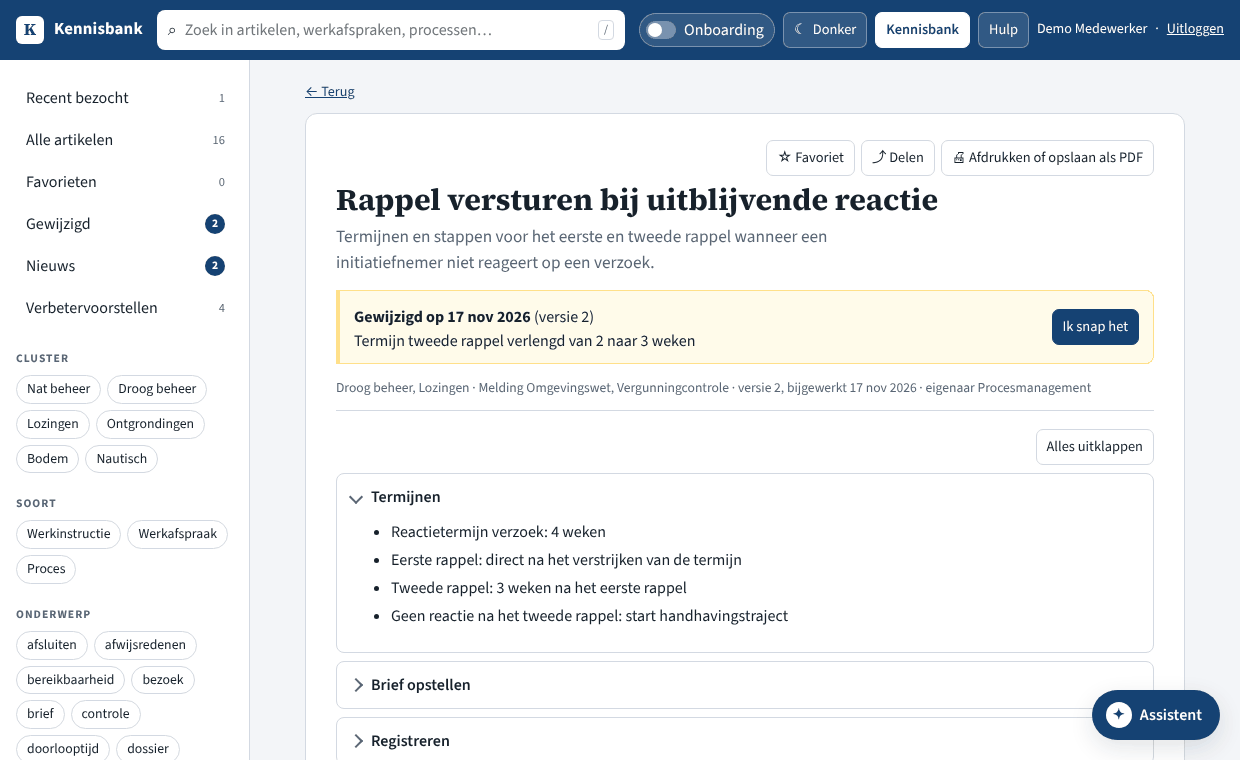 K Kennisbank
Zoek in artikelen, werkafspraken, processen… /
Onboarding
☾ Donker
Kennisbank
Hulp
Demo Medewerker · Uitloggen
Recent bezocht 1
Alle artikelen 16
Favorieten 0
Gewijzigd 2
Nieuws 2
Verbetervoorstellen 4
CLUSTER
Nat beheer Droog beheer
Lozingen Ontgrondingen
Bodem Nautisch
SOORT
Werkinstructie Werkafspraak
Proces
ONDERWERP
afsluiten afwijsredenen
bereikbaarheid bezoek
brief controle
doorlooptijd dossier
← Terug
☆ Favoriet
⤴ Delen
🖨 Afdrukken of opslaan als PDF
Rappel versturen bij uitblijvende reactie
Termijnen en stappen voor het eerste en tweede rappel wanneer een
initiatiefnemer niet reageert op een verzoek.
Gewijzigd op 17 nov 2026 (versie 2)
Termijn tweede rappel verlengd van 2 naar 3 weken
Ik snap het
Droog beheer, Lozingen · Melding Omgevingswet, Vergunningcontrole · versie 2, bijgewerkt 17 nov 2026 · eigenaar Procesmanagement
Alles uitklappen
Termijnen
• Reactietermijn verzoek: 4 weken
• Eerste rappel: direct na het verstrijken van de termijn
• Tweede rappel: 3 weken na het eerste rappel
• Geen reactie na het tweede rappel: start handhavingstraject
Brief opstellen
Registreren
✦ Assistent